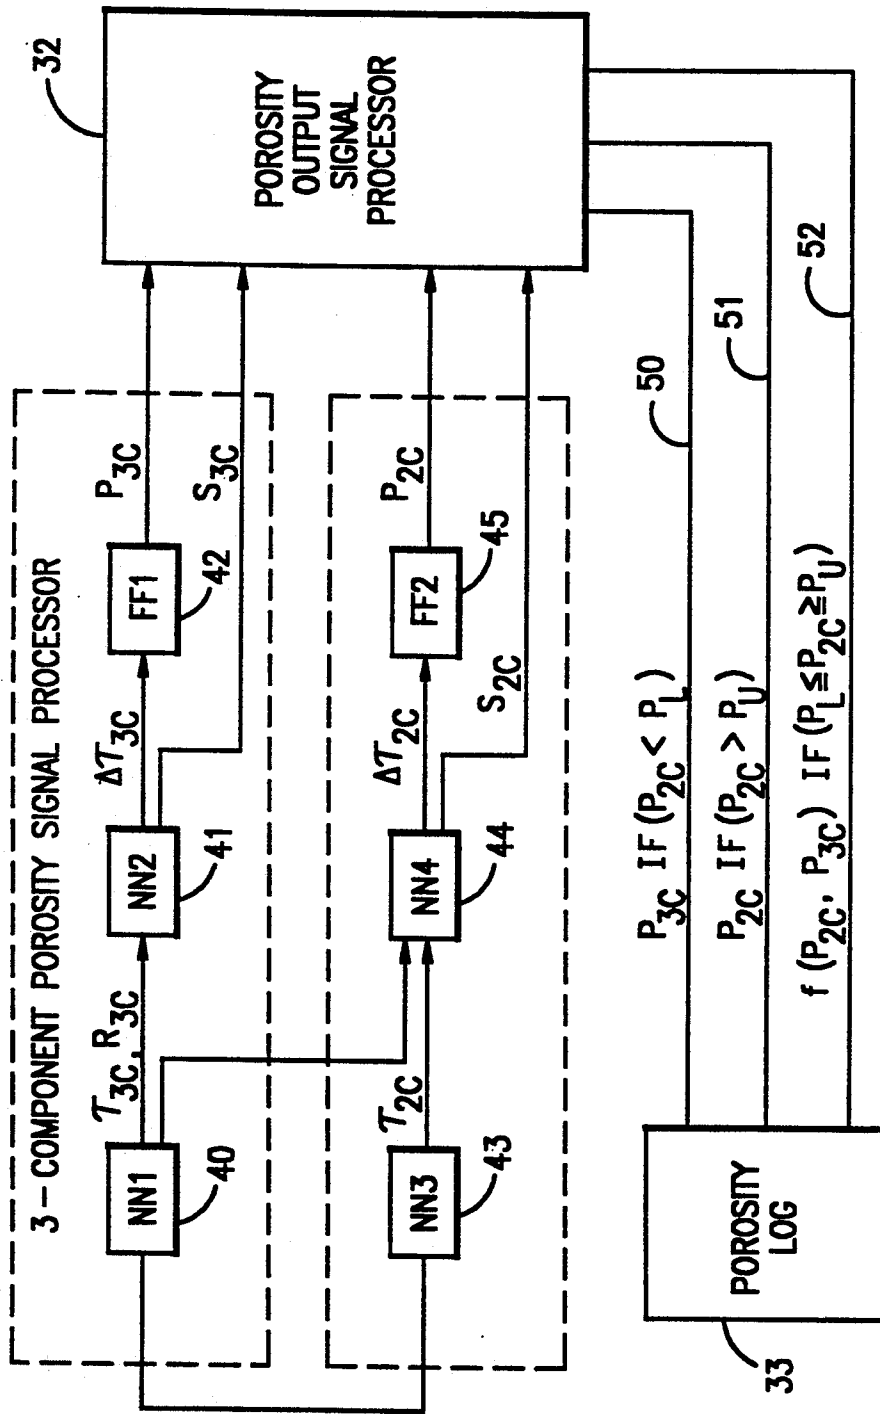 3-COMPONENT POROSITY SIGNAL PROCESSOR
NN1
40
τ3C, R3C
NN2
41
Δτ3C
FF1
42
P3C
S3C
NN3
43
τ2C
NN4
44
Δτ2C
FF2
45
P2C
S2C
POROSITY
OUTPUT
SIGNAL
PROCESSOR
32
P3C IF (P2C < PL)
50
P2C IF (P2C > PU)
51
f (P2C, P3C) IF (PL ≤ P2C ≥ PU)
52
POROSITY
LOG
33